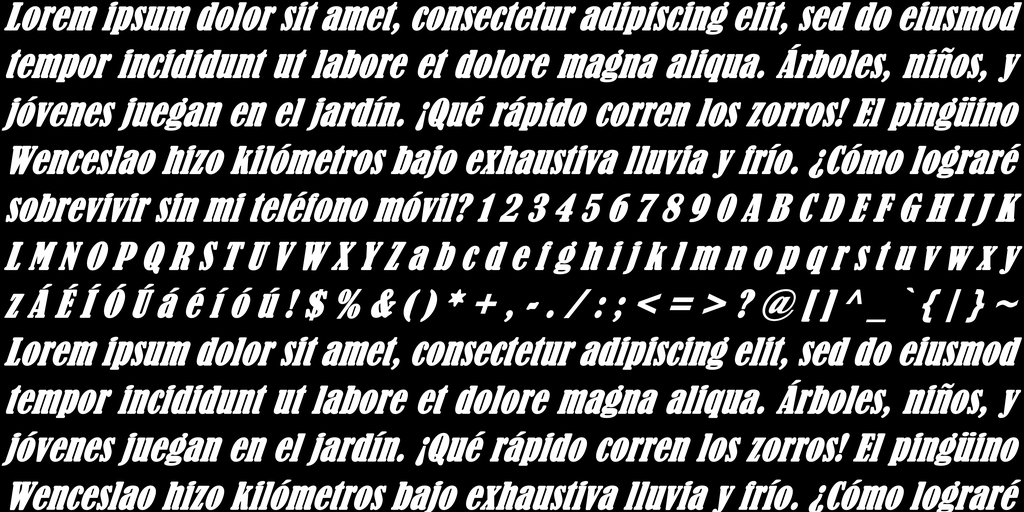 Lorem ipsum dolor sit amet, consectetur adipiscing elit, sed do eiusmod
tempor incididunt ut labore et dolore magna aliqua. Árboles, niños, y
jóvenes juegan en el jardín. ¡Qué rápido corren los zorros! El pingüino
Wenceslao hizo kilómetros bajo exhaustiva lluvia y frío. ¿Cómo lograré
sobrevivir sin mi teléfono móvil? 1 2 3 4 5 6 7 8 9 0 A B C D E F G H I J K
L M N O P Q R S T U V W X Y Z a b c d e f g h i j k l m n o p q r s t u v w x y
z Á É Í Ó Ú á é í ó ú ! $ % & ( ) * + , - . / : ; < = > ? @ [ ] ^ _ ` { | } ~
Lorem ipsum dolor sit amet, consectetur adipiscing elit, sed do eiusmod
tempor incididunt ut labore et dolore magna aliqua. Árboles, niños, y
jóvenes juegan en el jardín. ¡Qué rápido corren los zorros! El pingüino
Wenceslao hizo kilómetros bajo exhaustiva lluvia y frío. ¿Cómo lograré